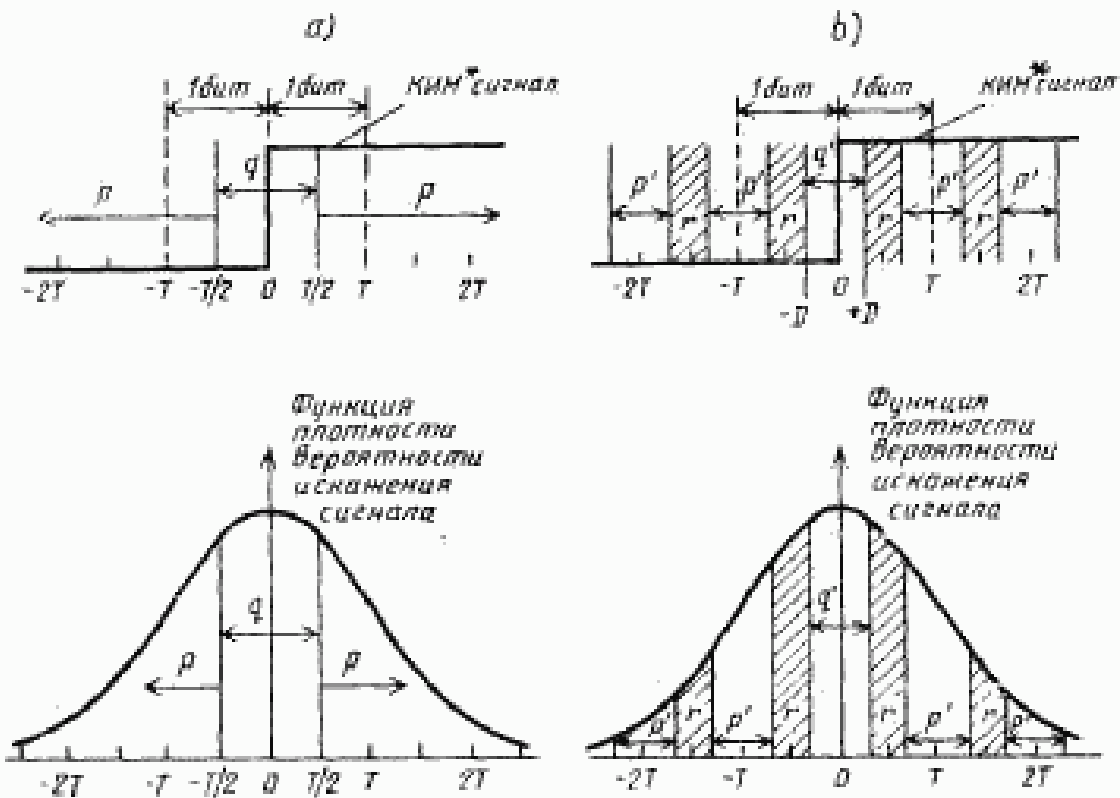 а)
1бит 1бит КИМ*сигнал
q
p p
-2T -T -T/2 0 T/2 T 2T
Функция
плотности
вероятности
искажения
сигнала
q
p p
-2T -T -T/2 0 T/2 T 2T
b)
1бит 1бит КИМ*сигнал
q'
p' r p' r r p' r p'
-2T -T 0 T 2T
-D +D
Функция
плотности
вероятности
искажения
сигнала
q'
p' r p' r r p' r p'
-2T -T 0 T 2T